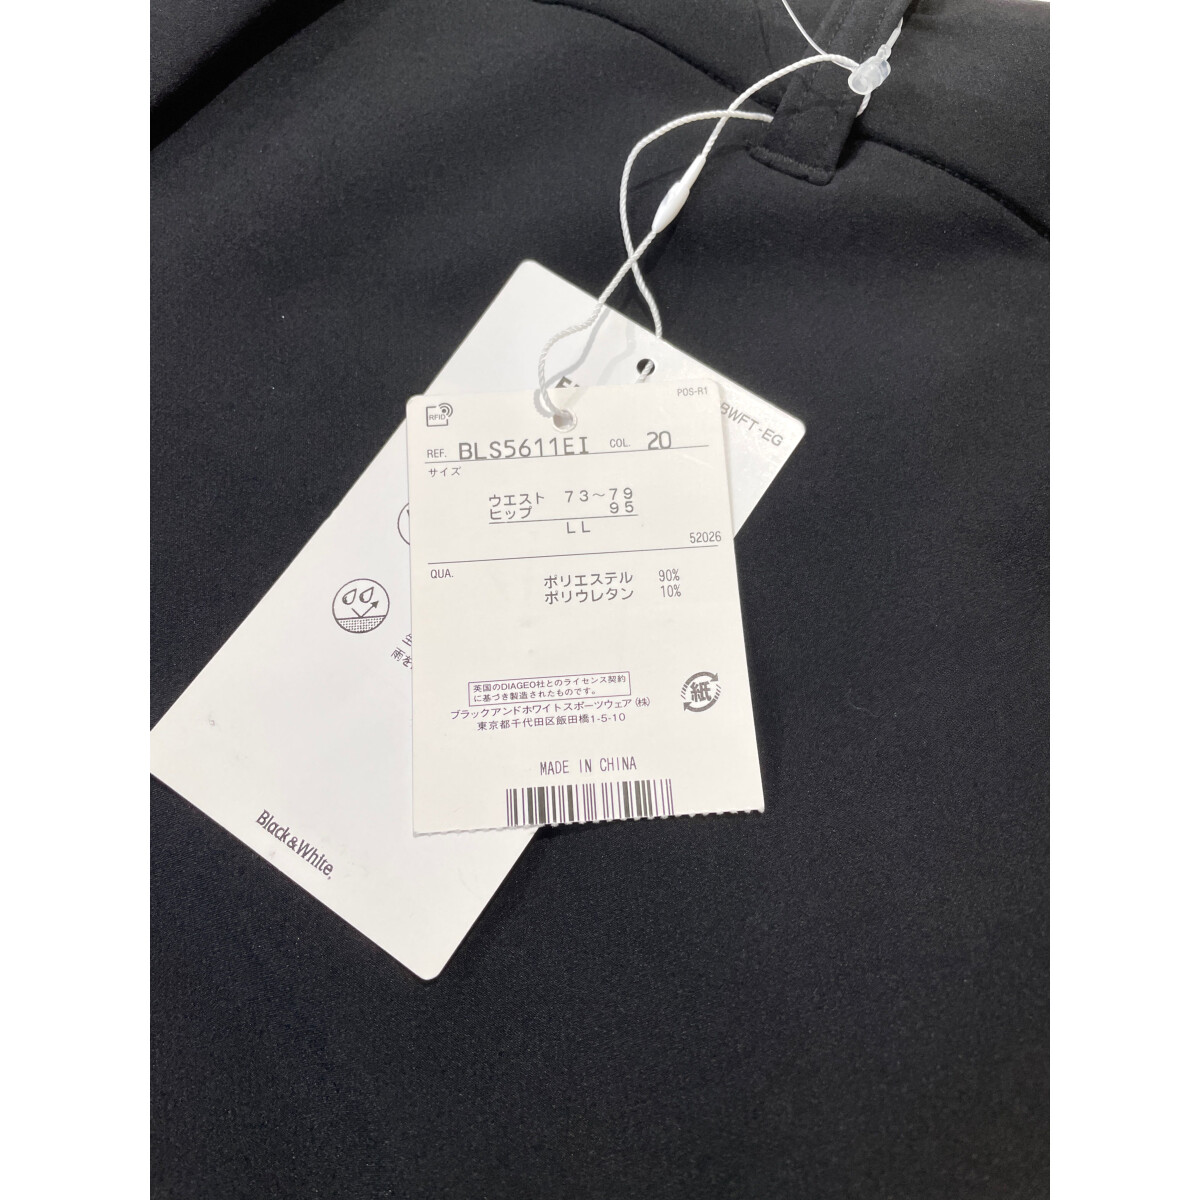 POS-R1
RFID
REF. BLS5611EI COL. 20
サイズ
ウエスト 73～79
ヒップ 95
LL
52026
QUA. ポリエステル 90%
ポリウレタン 10%
英国のDIAGEO社とのライセンス契約
に基づき製造されたものです。
ブラックアンドホワイトスポーツウェア(株)
東京都千代田区飯田橋1-5-10
紙
MADE IN CHINA
BWFT-EG
雨を
Black&White,